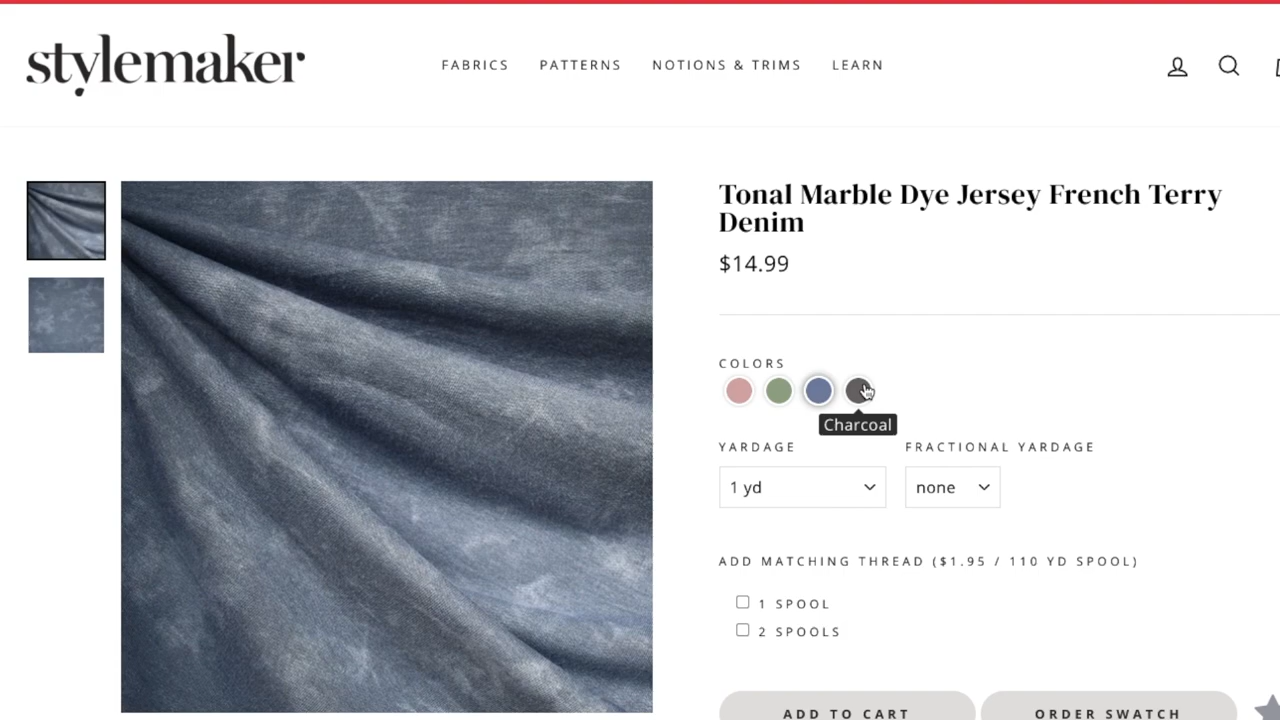 stylemaker
FABRICS PATTERNS NOTIONS & TRIMS LEARN
Tonal Marble Dye Jersey French Terry
Denim
$14.99
COLORS
Charcoal
YARDAGE FRACTIONAL YARDAGE
1 yd none
ADD MATCHING THREAD ($1.95 / 110 YD SPOOL)
1 SPOOL
2 SPOOLS
ADD TO CART ORDER SWATCH